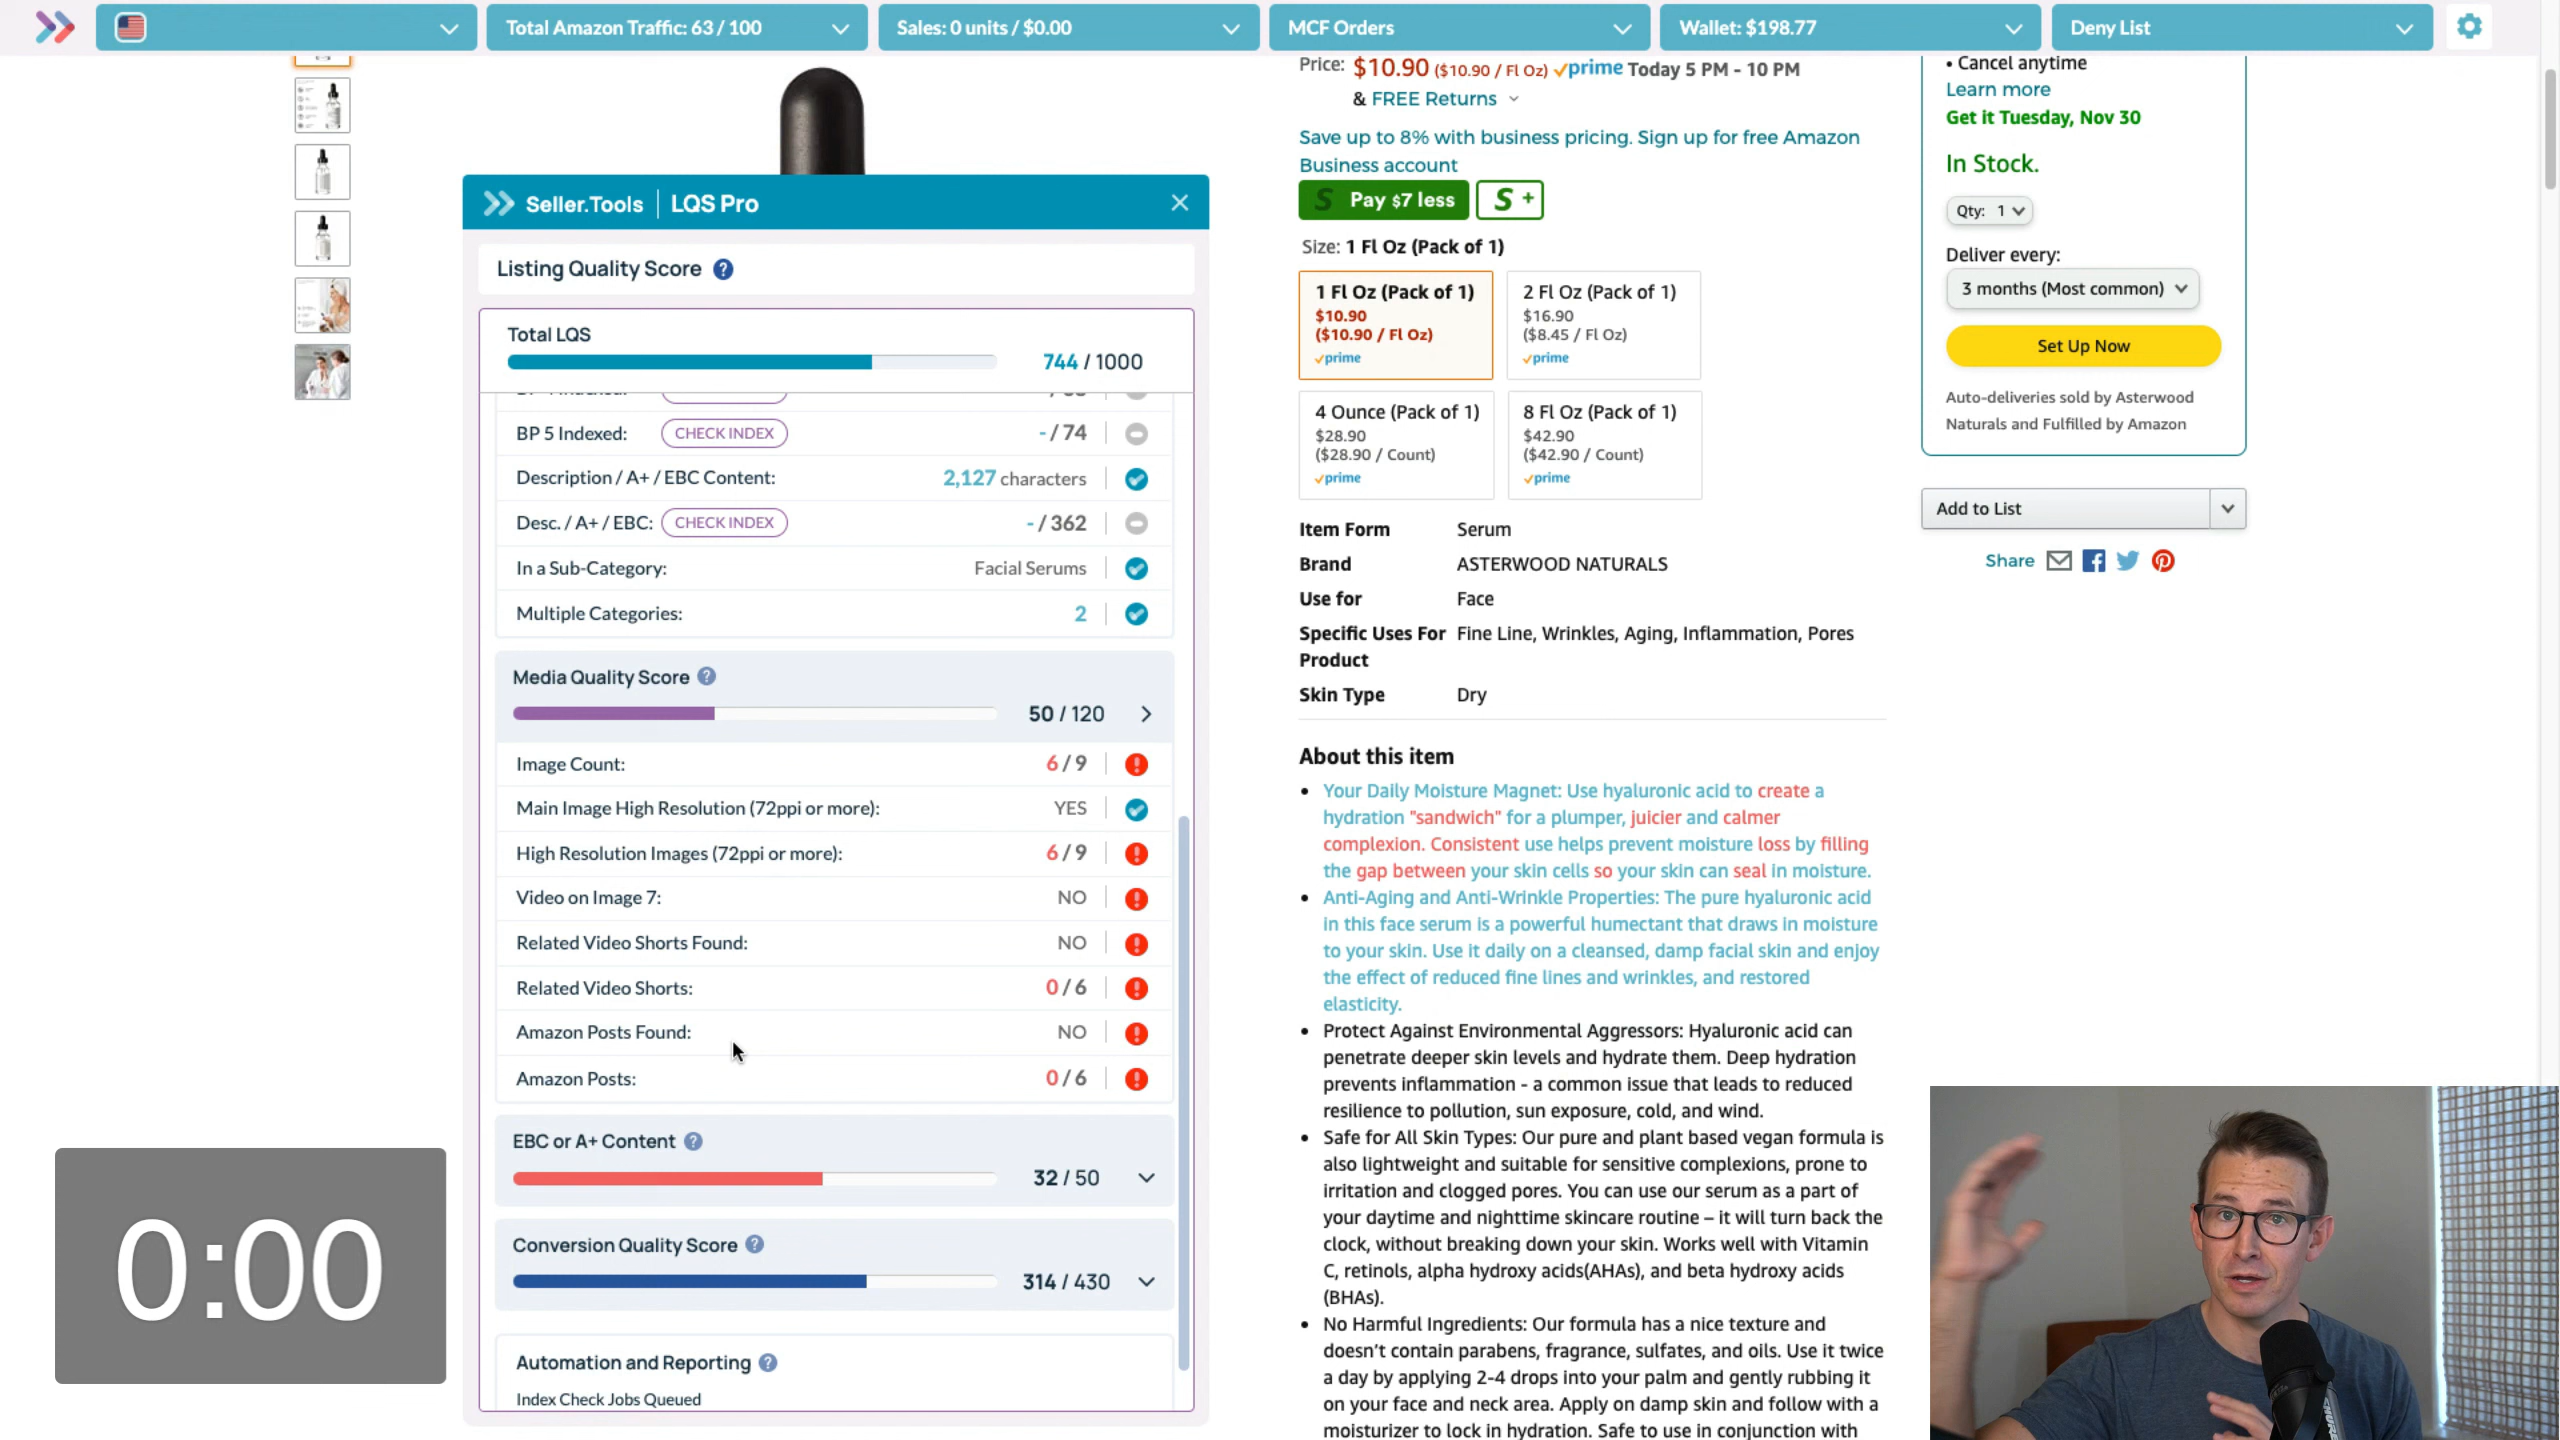 Total Amazon Traffic: 63 / 100
Sales: 0 units / $0.00
MCF Orders
Wallet: $198.77
Deny List
Seller.Tools | LQS Pro
Listing Quality Score ?
Total LQS
744 / 1000
BP 5 Indexed: CHECK INDEX - / 74
Description / A+ / EBC Content: 2,127 characters
Desc. / A+ / EBC: CHECK INDEX - / 362
In a Sub-Category: Facial Serums
Multiple Categories: 2
Media Quality Score ?
50 / 120
Image Count: 6 / 9
Main Image High Resolution (72ppi or more): YES
High Resolution Images (72ppi or more): 6 / 9
Video on Image 7: NO
Related Video Shorts Found: NO
Related Video Shorts: 0 / 6
Amazon Posts Found: NO
Amazon Posts: 0 / 6
EBC or A+ Content ?
32 / 50
Conversion Quality Score ?
314 / 430
Automation and Reporting ?
Index Check Jobs Queued
0:00
Price: $10.90 ($10.90 / Fl Oz) prime Today 5 PM - 10 PM
& FREE Returns
Save up to 8% with business pricing. Sign up for free Amazon
Business account
S Pay $7 less S +
Size: 1 Fl Oz (Pack of 1)
1 Fl Oz (Pack of 1)
$10.90
($10.90 / Fl Oz)
prime
2 Fl Oz (Pack of 1)
$16.90
($8.45 / Fl Oz)
prime
4 Ounce (Pack of 1)
$28.90
($28.90 / Count)
prime
8 Fl Oz (Pack of 1)
$42.90
($42.90 / Count)
prime
Item Form Serum
Brand ASTERWOOD NATURALS
Use for Face
Specific Uses For Fine Line, Wrinkles, Aging, Inflammation, Pores
Product
Skin Type Dry
About this item
• Your Daily Moisture Magnet: Use hyaluronic acid to create a
hydration "sandwich" for a plumper, juicier and calmer
complexion. Consistent use helps prevent moisture loss by filling
the gap between your skin cells so your skin can seal in moisture.
• Anti-Aging and Anti-Wrinkle Properties: The pure hyaluronic acid
in this face serum is a powerful humectant that draws in moisture
to your skin. Use it daily on a cleansed, damp facial skin and enjoy
the effect of reduced fine lines and wrinkles, and restored
elasticity.
• Protect Against Environmental Aggressors: Hyaluronic acid can
penetrate deeper skin levels and hydrate them. Deep hydration
prevents inflammation - a common issue that leads to reduced
resilience to pollution, sun exposure, cold, and wind.
• Safe for All Skin Types: Our pure and plant based vegan formula is
also lightweight and suitable for sensitive complexions, prone to
irritation and clogged pores. You can use our serum as a part of
your daytime and nighttime skincare routine – it will turn back the
clock, without breaking down your skin. Works well with Vitamin
C, retinols, alpha hydroxy acids(AHAs), and beta hydroxy acids
(BHAs).
• No Harmful Ingredients: Our formula has a nice texture and
doesn't contain parabens, fragrance, sulfates, and oils. Use it twice
a day by applying 2-4 drops into your palm and gently rubbing it
on your face and neck area. Apply on damp skin and follow with a
moisturizer to lock in hydration. Safe to use in conjunction with
• Cancel anytime
Learn more
Get it Tuesday, Nov 30
In Stock.
Qty: 1
Deliver every:
3 months (Most common)
Set Up Now
Auto-deliveries sold by Asterwood
Naturals and Fulfilled by Amazon
Add to List
Share